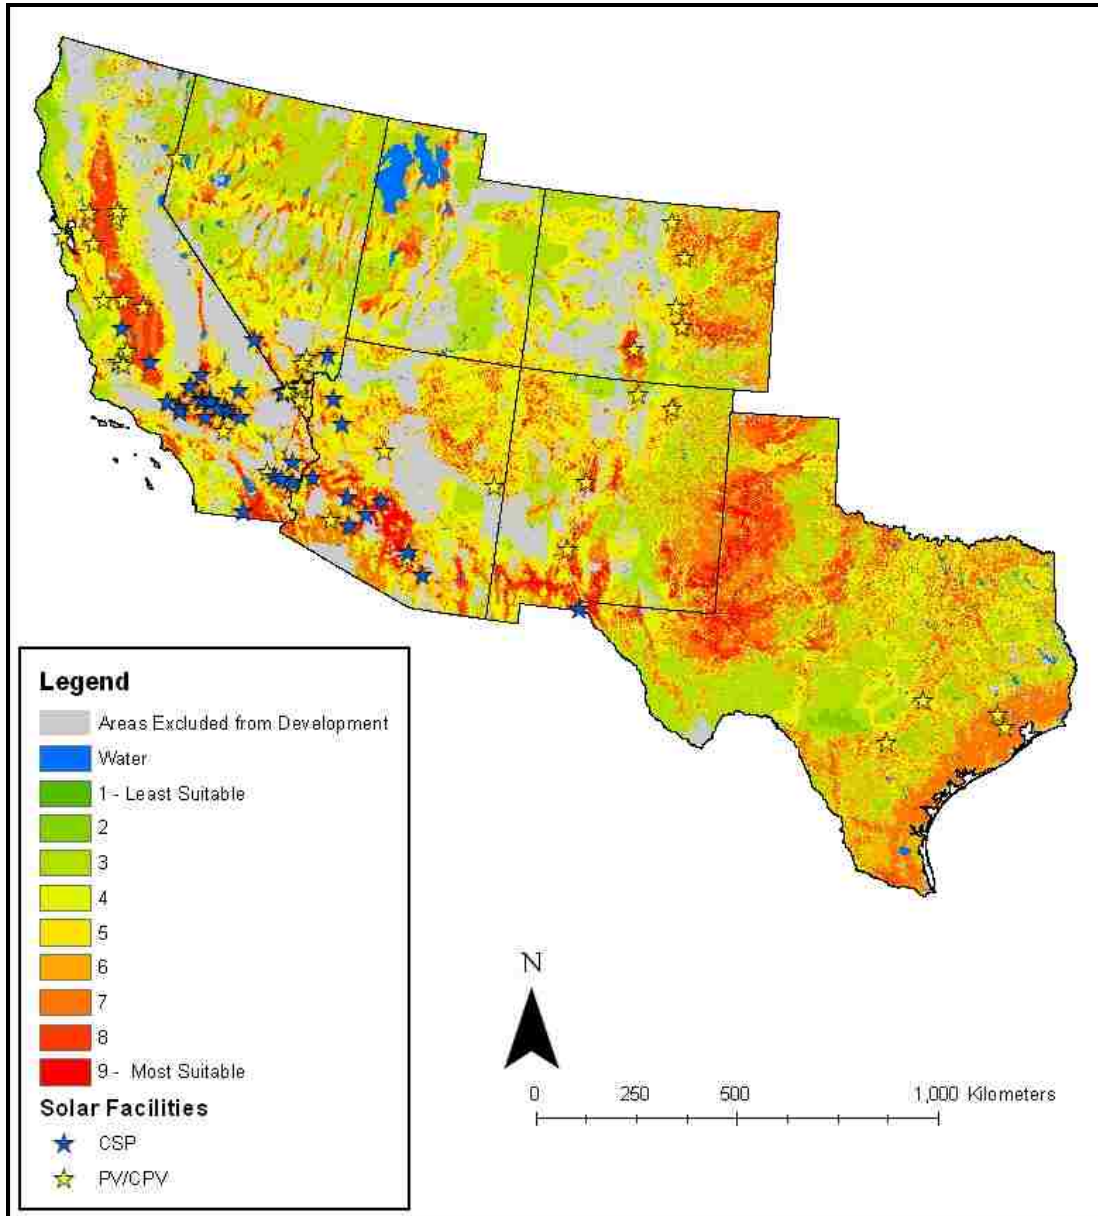 Legend
Areas Excluded from Development
Water
1 - Least Suitable
2
3
4
5
6
7
8
9 - Most Suitable
Solar Facilities
CSP
PV/CPV
N
0 250 500 1,000 Kilometers